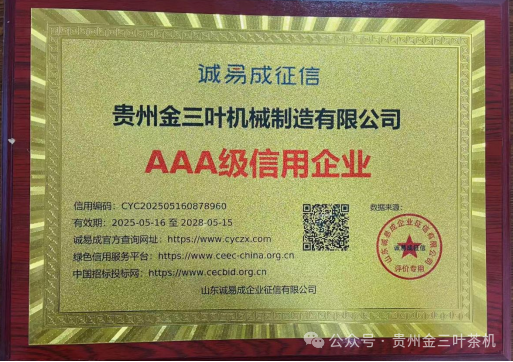 诚易成征信
贵州金三叶机械制造有限公司
AAA级信用企业
信用编码：CYC202505160878960
有效期：2025-05-16 至 2028-05-15
诚易成官方查询网址：https://www.cyczx.com
绿色信用服务平台：https://www.ceec-china.org.cn
中国招标投标网：https://www.cecbid.org.cn
数据来源：
山东诚易成企业征信有限公司
诚易成征信
评价专用
山东诚易成企业征信有限公司
公众号 · 贵州金三叶茶机